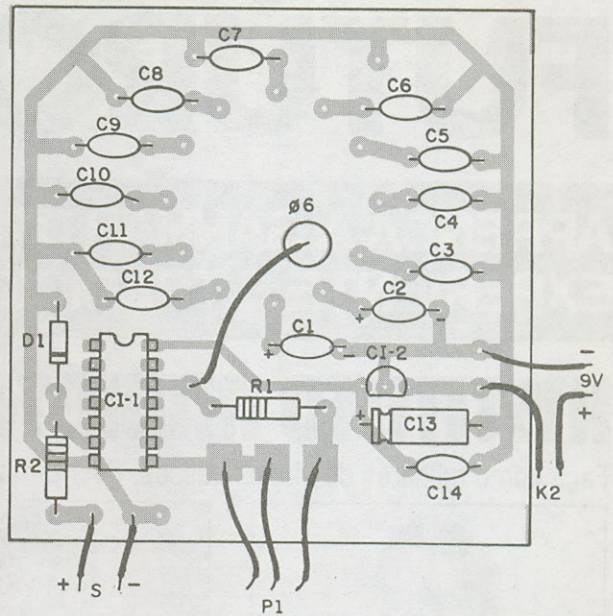 C7
C8
C6
C9
C5
C10
C4
ø6
C11
C3
C12
C2
+ -
D1
C1
+ -
CI-2
-
9V
+
CI-1
R1
+
C13
R2
C14
K2
+ S -
P1